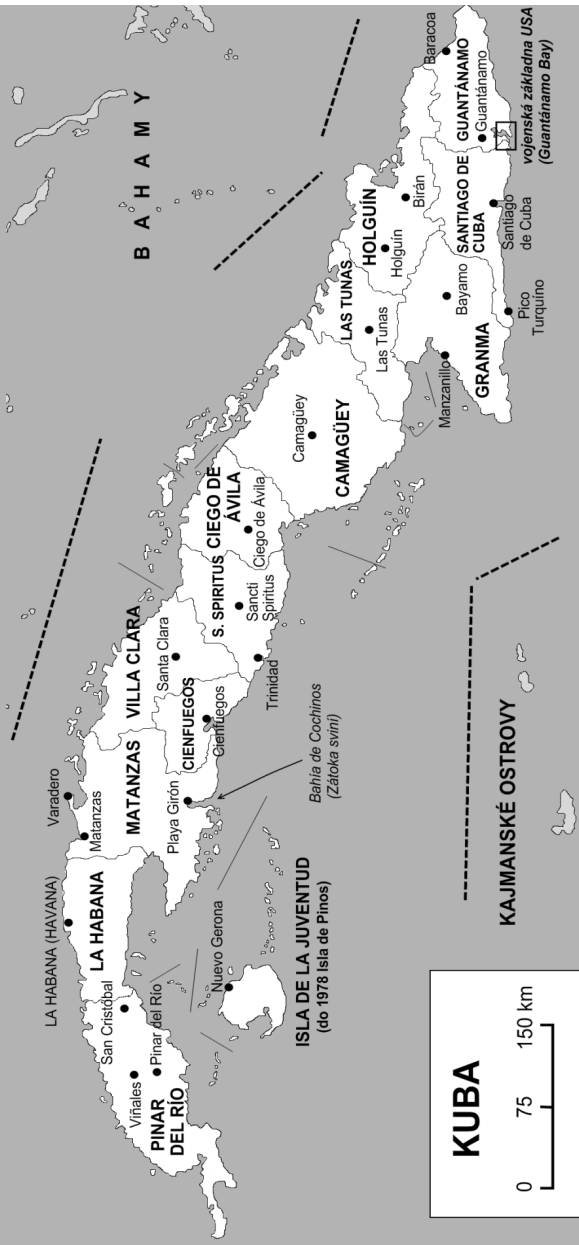 BAHAMY
LA HABANA (HAVANA)
Varadero
Matanzas
LA HABANA
MATANZAS
VILLA CLARA
Santa Clara
San Cristóbal
Viñales
Pinar del Río
PINAR
DEL RÍO
Playa Girón
CIENFUEGOS
Cienfuegos
Nuevo Gerona
ISLA DE LA JUVENTUD
(do 1978 Isla de Pinos)
Bahia de Cochinos
(Zátoka sviní)
Trinidad
S. SPIRITUS
Sancti
Spiritus
CIEGO DE
ÁVILA
Ciego de Ávila
Camagüey
CAMAGÜEY
LAS TUNAS
Las Tunas
HOLGUÍN
Holguín
Birán
Manzanillo
Bayamo
GRANMA
Pico
Turquino
SANTIAGO DE
CUBA
Santiago
de Cuba
Baracoa
GUANTÁNAMO
Guantánamo
vojenská základna USA
(Guantánamo Bay)
KAJMANSKÉ OSTROVY
KUBA
0 75 150 km